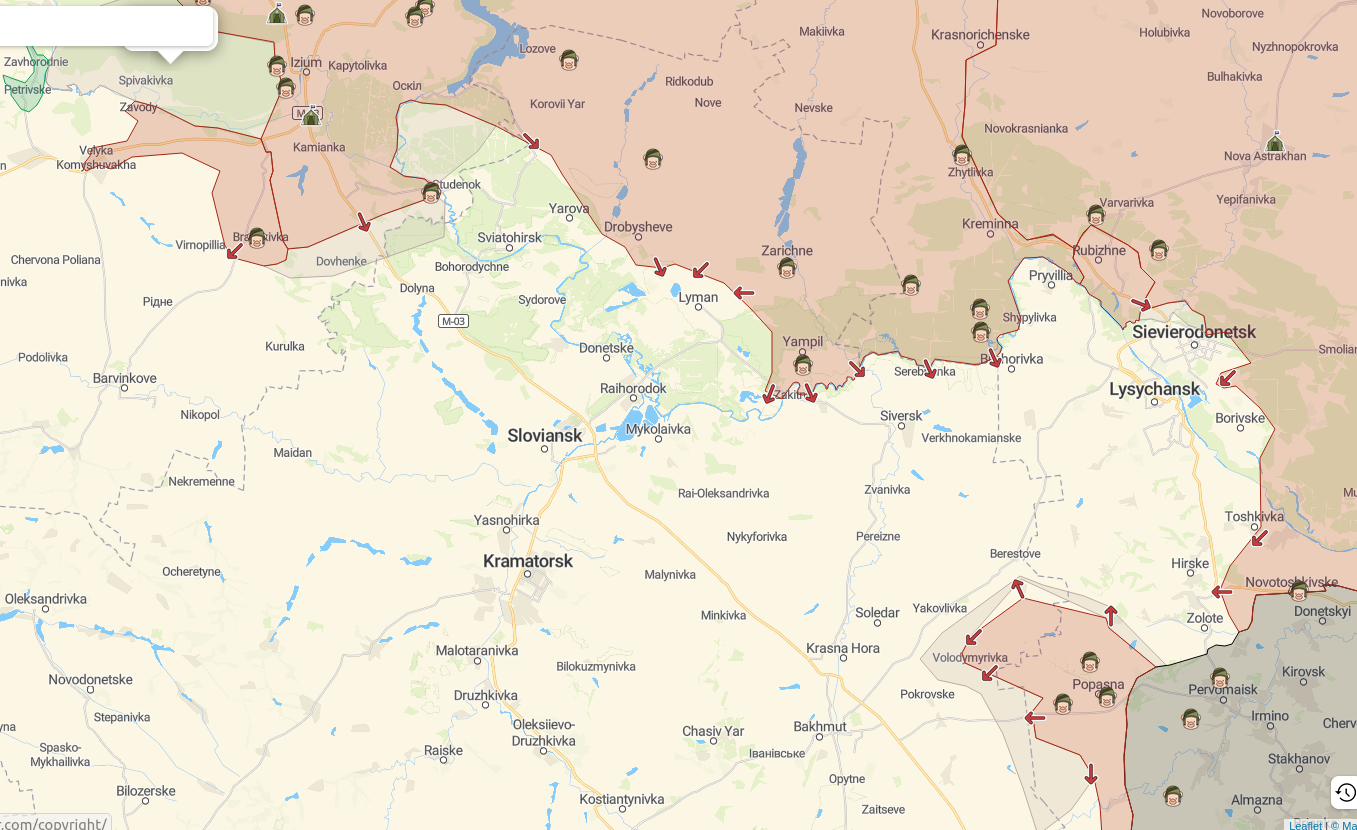 Novoborove
Krasnorichenske
Makiivka
Holubivka
Lozove
Nyzhnopokrovka
Zavhorodnie
Izium
Kapytolivka
Spivakivka
Ridkodub
Bulhakivka
Petrivske
Оскіл
Korovii Yar
Nove
Nevske
Zavody
Novokrasnianka
Kamianka
Velyka
Komyshuvakha
Nova Astrakhan
Zhytlivka
Studenok
Yepifanivka
Varvarivka
Yarova
Drobysheve
Kreminna
Sviatohirsk
Virnopillia
Zarichne
Rubizhne
Chervona Poliana
Dovhenke
Bohorodychne
Pryvillia
nivka
Dolyna
Рідне
Sydorove
Lyman
M-03
Shypylivka
Sievierodonetsk
Kurulka
Donetske
Yampil
Smolia
Podolivka
Serebrianka
Barvinkove
Raihorodok
Lysychansk
Nikopol
Siversk
Borivske
Sloviansk
Mykolaivka
Verkhnokamianske
Maidan
Nekremenne
Rai-Oleksandrivka
Zvanivka
Yasnohirka
Toshkivka
Nykyforivka
Pereizne
Kramatorsk
Berestove
Hirske
Ocheretyne
Malynivka
Novotoshkivske
Oleksandrivka
Yakovlivka
Donetskyi
Minkivka
Soledar
Zolote
Malotaranivka
Krasna Hora
Volodymyrivka
Bilokuzmynivka
Kirovsk
Novodonetske
Popasna
Pervomaisk
Druzhkivka
Pokrovske
Stepanivka
Irmino
Oleksiievo-
Druzhkivka
Bakhmut
Cherv
Chasiv Yar
Spasko-
Mykhailivka
Raiske
Іванівське
Stakhanov
Opytne
Bilozerske
Kostiantynivka
Almazna
Zaitseve
r.com/copyright/
Leaflet | © Ma